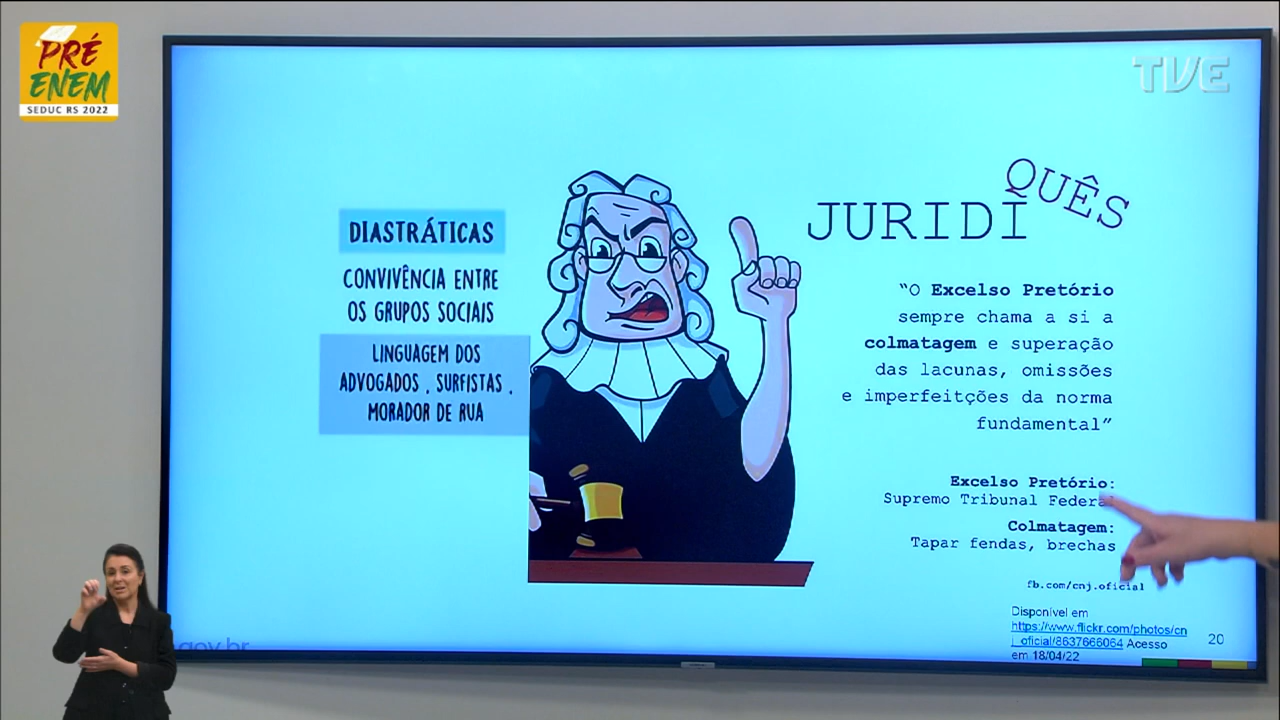 PRÉ
ENEM
SEDUC RS 2022
TVE
DIASTRÁTICAS
CONVIVÊNCIA ENTRE
OS GRUPOS SOCIAIS
LINGUAGEM DOS
ADVOGADOS , SURFISTAS ,
MORADOR DE RUA
JURIDI
QUÊS
“O Excelso Pretório
sempre chama a si a
colmatagem e superação
das lacunas, omissões
e imperfeitções da norma
fundamental”
Excelso Pretório:
Supremo Tribunal Federal
Colmatagem:
Tapar fendas, brechas
fb.com/cnj.oficial
Disponível em
https://www.flickr.com/photos/cn
j_oficial/8637666064 Acesso
em 18/04/22
20
gov.br